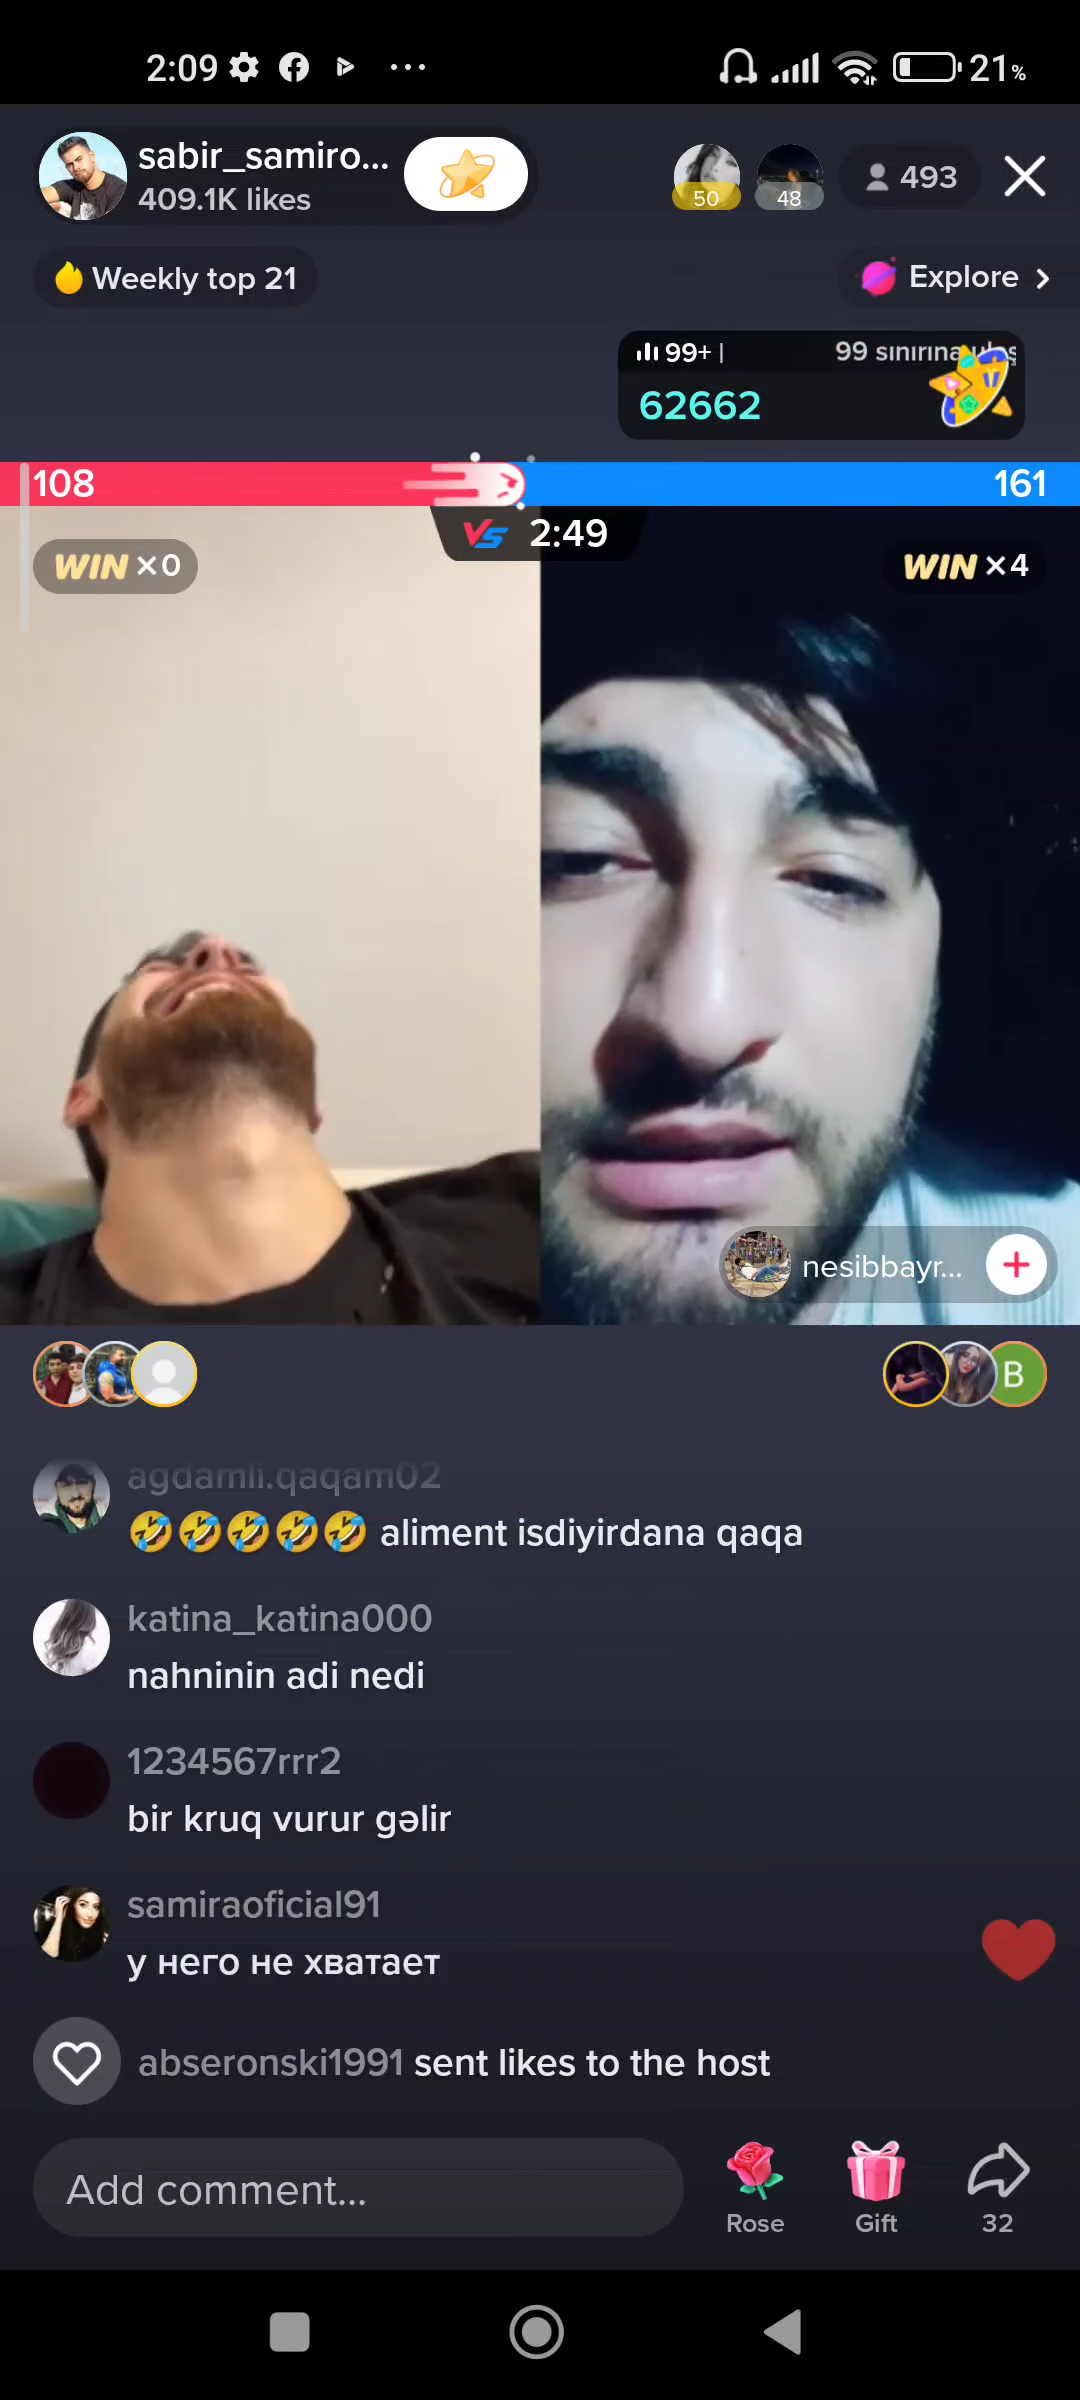 2:09
21%
sabir_samiro...
409.1K likes
50
48
493
Weekly top 21
Explore
99+ |
62662
108
161
VS 2:49
WIN ×0
WIN ×4
nesibbayr...
B
agdamli.qaqam02
🤣🤣🤣🤣🤣 aliment isdiyirdana qaqa
katina_katina000
nahninin adi nedi
1234567rrr2
bir kruq vurur gəlir
samiraoficial91
у него не хватает
abseronski1991 sent likes to the host
Add comment...
Rose
Gift
32